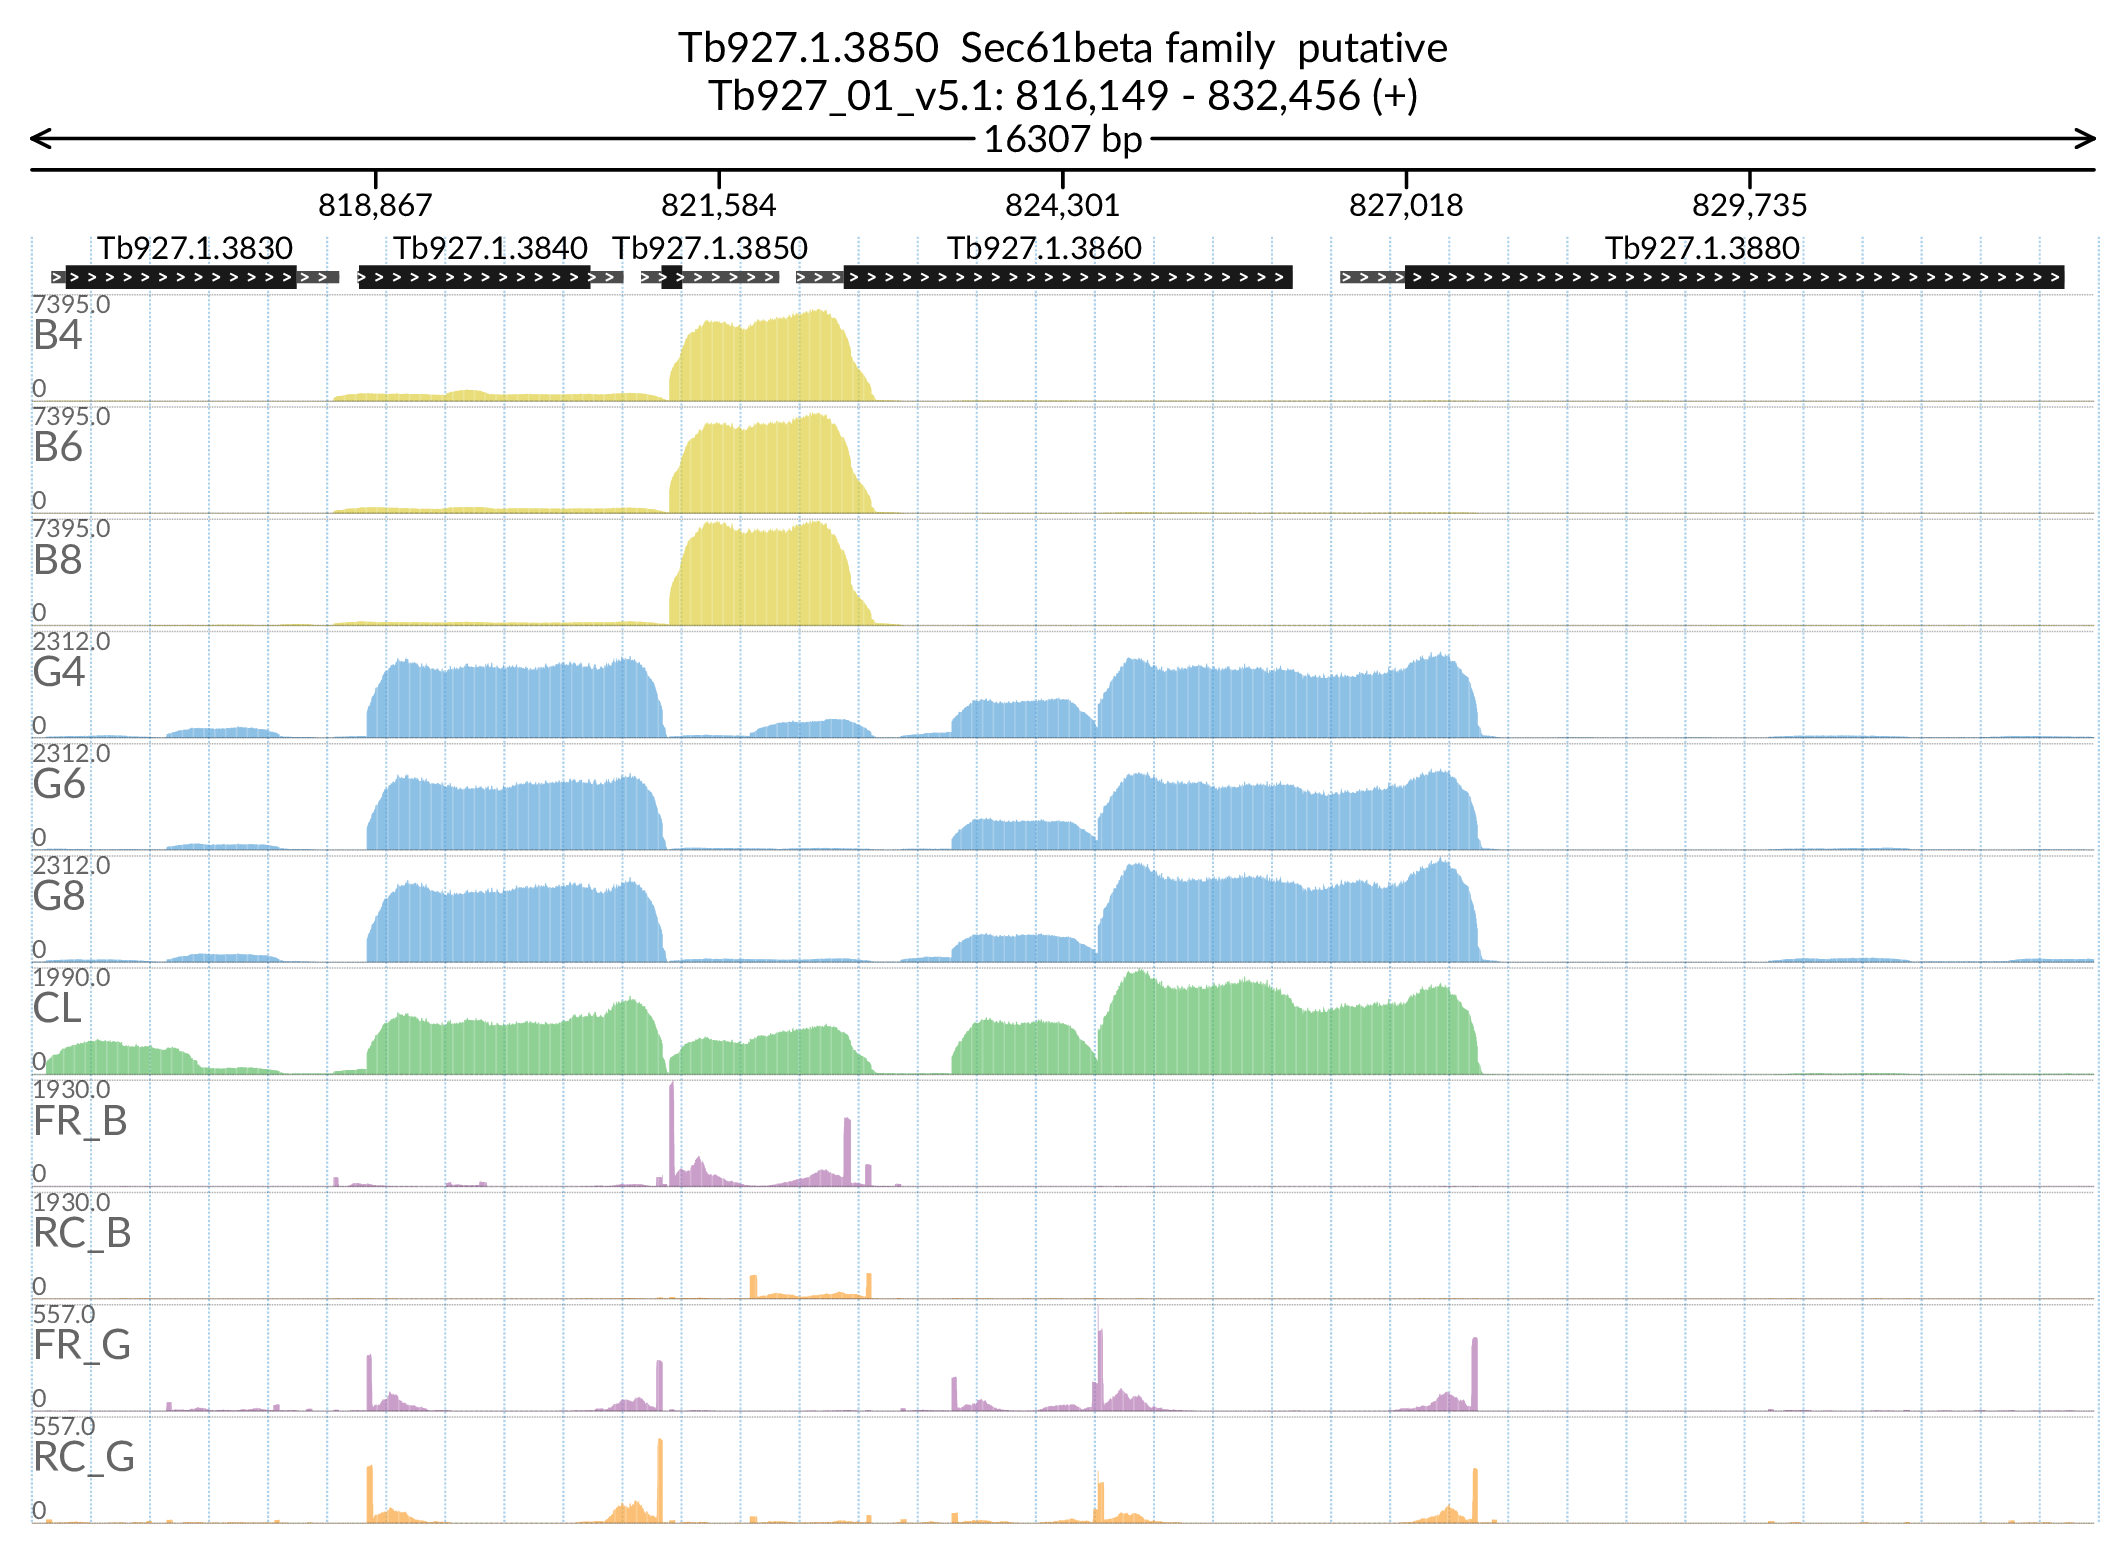 Tb927.1.3850  Sec61beta family  putative
Tb927_01_v5.1: 816,149 - 832,456 (+)
16307 bp
818,867 821,584 824,301 827,018 829,735
Tb927.1.3830 Tb927.1.3840 Tb927.1.3850 Tb927.1.3860 Tb927.1.3880
7395.0
B4
0
7395.0
B6
0
7395.0
B8
0
2312.0
G4
0
2312.0
G6
0
2312.0
G8
0
1990.0
CL
0
1930.0
FR_B
0
1930.0
RC_B
0
557.0
FR_G
0
557.0
RC_G
0